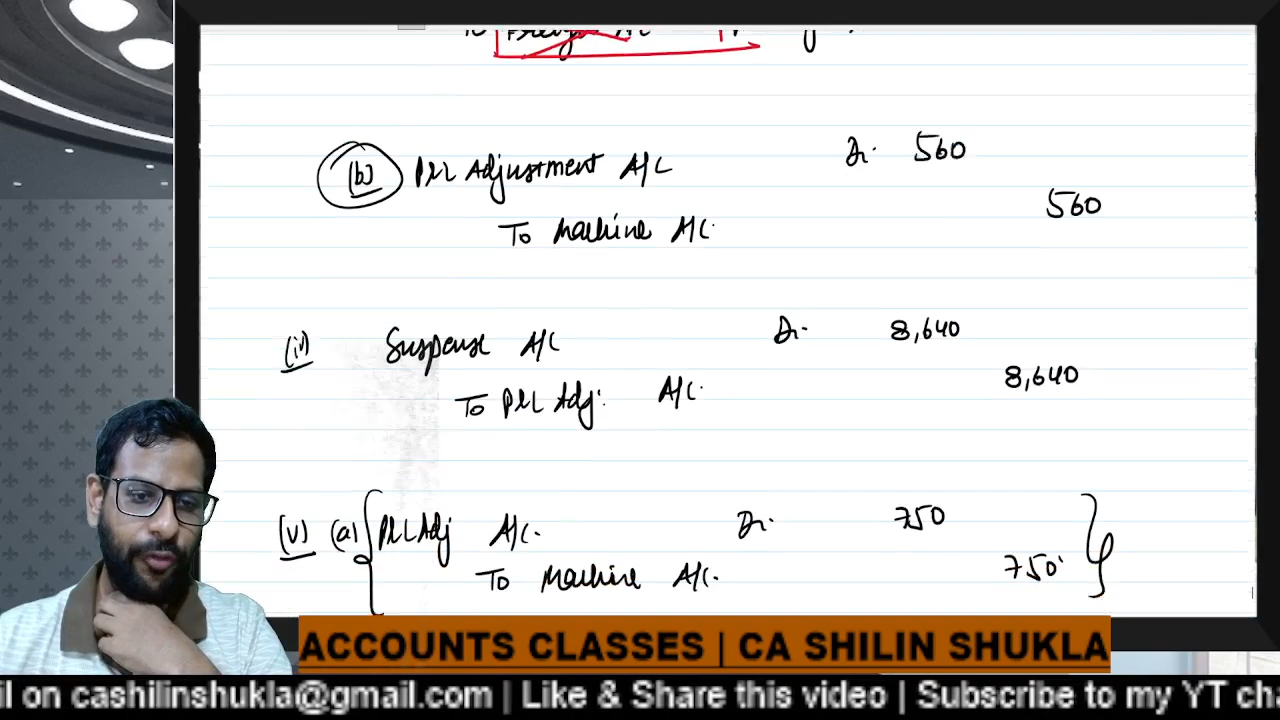 To
(b) P&L Adjustment A/c Dr. 560
To Machine A/c. 560
(iv) Suspense A/c Dr. 8,640
To P&L Adj. A/c. 8,640
(v) (a) P&L Adj A/c. Dr. 750
To Machine A/c. 750
ACCOUNTS CLASSES | CA SHILIN SHUKLA
il on cashilinshukla@gmail.com | Like & Share this video | Subscribe to my YT cha